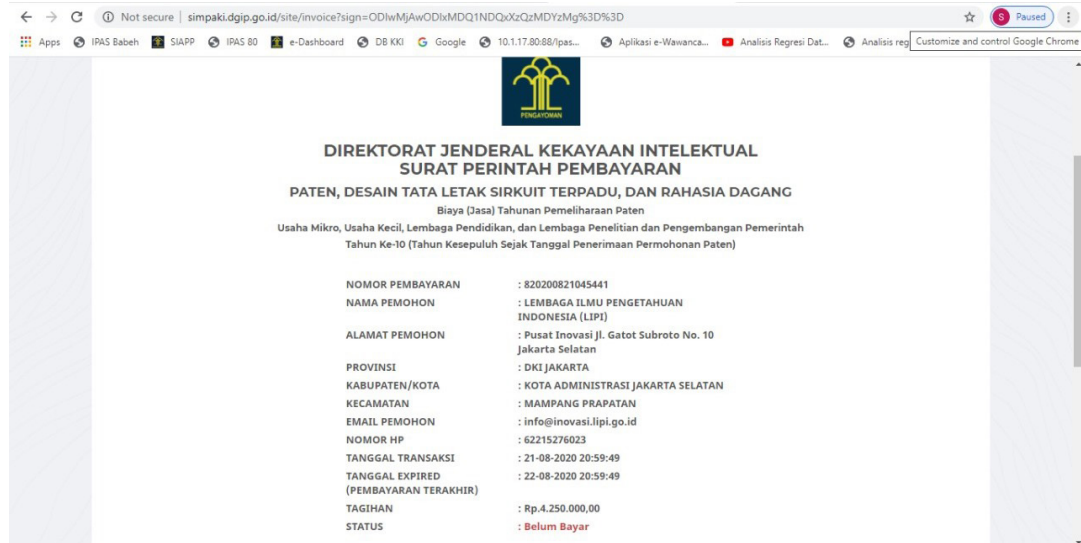 Not secure | simpaki.dgip.go.id/site/invoice?sign=ODIwMjAwODIxMDQ1NDQxXzQzMDYzMg%3D%3D
S Paused
Apps IPAS Babeh SIAPP IPAS 80 e-Dashboard DB KKI Google 10.1.17.80:88/Ipas... Aplikasi e-Wawanca... Analisis Regresi Dat... Analisis reg
Customize and control Google Chrome
PENGAYOMAN
DIREKTORAT JENDERAL KEKAYAAN INTELEKTUAL
SURAT PERINTAH PEMBAYARAN
PATEN, DESAIN TATA LETAK SIRKUIT TERPADU, DAN RAHASIA DAGANG
Biaya (Jasa) Tahunan Pemeliharaan Paten
Usaha Mikro, Usaha Kecil, Lembaga Pendidikan, dan Lembaga Penelitian dan Pengembangan Pemerintah
Tahun Ke-10 (Tahun Kesepuluh Sejak Tanggal Penerimaan Permohonan Paten)
NOMOR PEMBAYARAN : 820200821045441
NAMA PEMOHON : LEMBAGA ILMU PENGETAHUAN
INDONESIA (LIPI)
ALAMAT PEMOHON : Pusat Inovasi Jl. Gatot Subroto No. 10
Jakarta Selatan
PROVINSI : DKI JAKARTA
KABUPATEN/KOTA : KOTA ADMINISTRASI JAKARTA SELATAN
KECAMATAN : MAMPANG PRAPATAN
EMAIL PEMOHON : info@inovasi.lipi.go.id
NOMOR HP : 62215276023
TANGGAL TRANSAKSI : 21-08-2020 20:59:49
TANGGAL EXPIRED : 22-08-2020 20:59:49
(PEMBAYARAN TERAKHIR)
TAGIHAN : Rp.4.250.000,00
STATUS : Belum Bayar